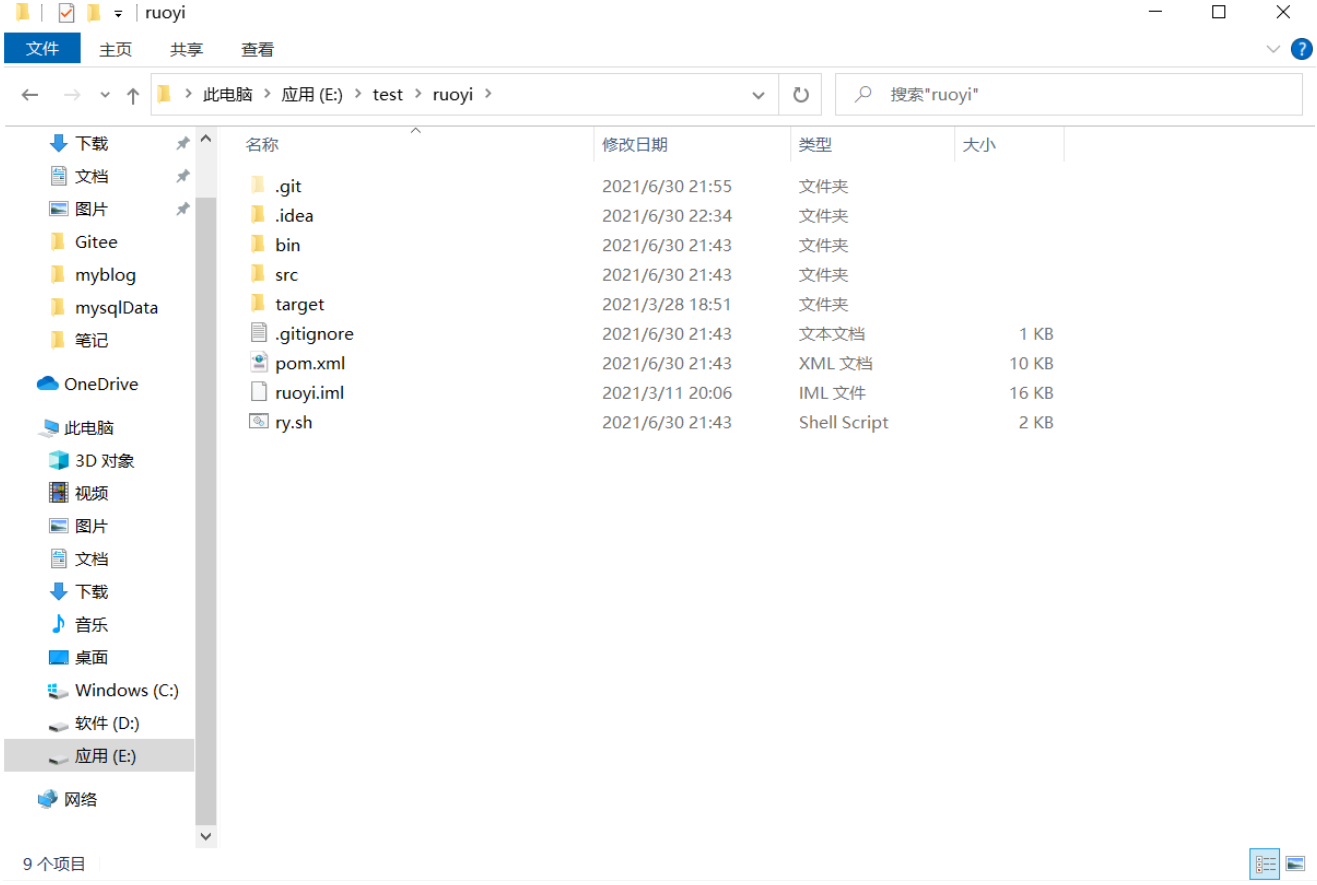 ruoyi
文件 主页 共享 查看
此电脑 应用 (E:) test ruoyi 搜索"ruoyi"
下载
文档
图片
Gitee
myblog
mysqlData
笔记
OneDrive
此电脑
3D 对象
视频
图片
文档
下载
音乐
桌面
Windows (C:)
软件 (D:)
应用 (E:)
网络
名称 修改日期 类型 大小
.git 2021/6/30 21:55 文件夹
.idea 2021/6/30 22:34 文件夹
bin 2021/6/30 21:43 文件夹
src 2021/6/30 21:43 文件夹
target 2021/3/28 18:51 文件夹
.gitignore 2021/6/30 21:43 文本文档 1 KB
pom.xml 2021/6/30 21:43 XML 文档 10 KB
ruoyi.iml 2021/3/11 20:06 IML 文件 16 KB
ry.sh 2021/6/30 21:43 Shell Script 2 KB
9 个项目